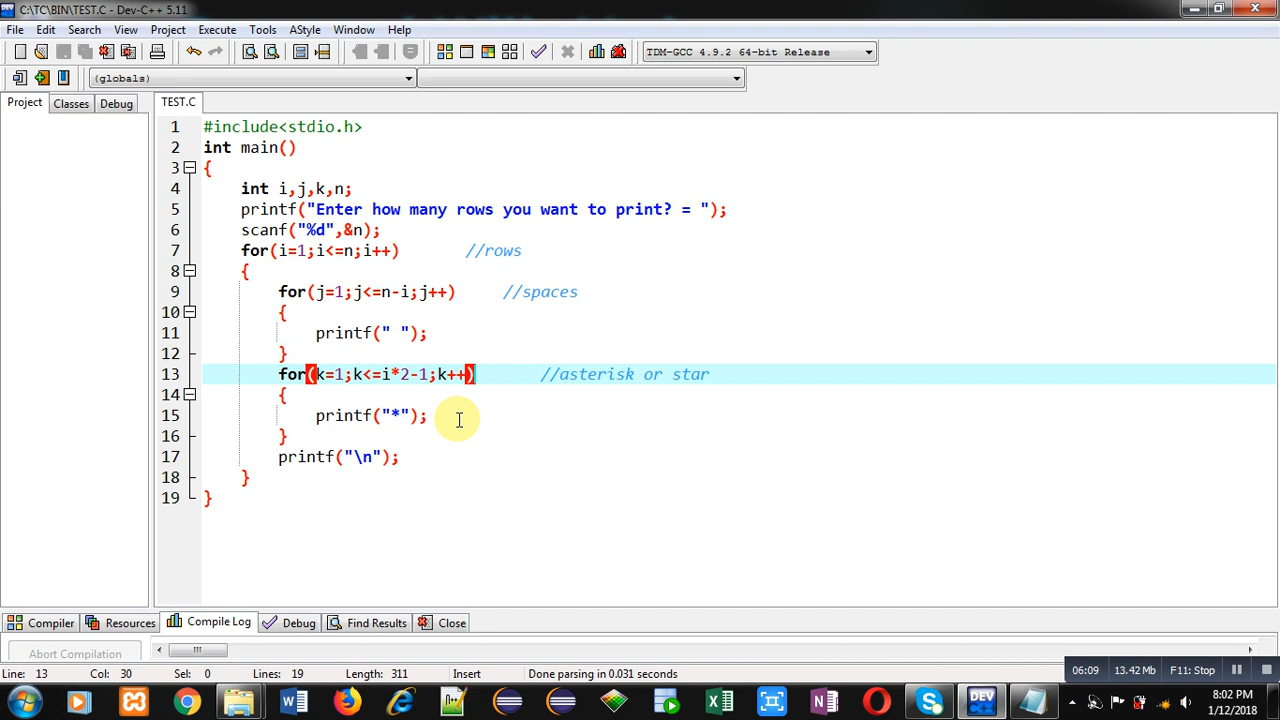 C:\TC\BIN\TEST.C - Dev-C++ 5.11
File Edit Search View Project Execute Tools AStyle Window Help
TDM-GCC 4.9.2 64-bit Release
(globals)
Project Classes Debug TEST.C
1 #include<stdio.h>
2 int main()
3 {
4 int i,j,k,n;
5 printf("Enter how many rows you want to print? = ");
6 scanf("%d",&n);
7 for(i=1;i<=n;i++) //rows
8 {
9 for(j=1;j<=n-i;j++) //spaces
10 {
11 printf(" ");
12 }
13 for(k=1;k<=i*2-1;k++) //asterisk or star
14 {
15 printf("*");
16 }
17 printf("\n");
18 }
19 }
Compiler Resources Compile Log Debug Find Results Close
Abort Compilation
Line: 13 Col: 30 Sel: 0 Lines: 19 Length: 311 Insert Done parsing in 0.031 seconds
06:09 13.42 Mb F11: Stop
8:02 PM
1/12/2018